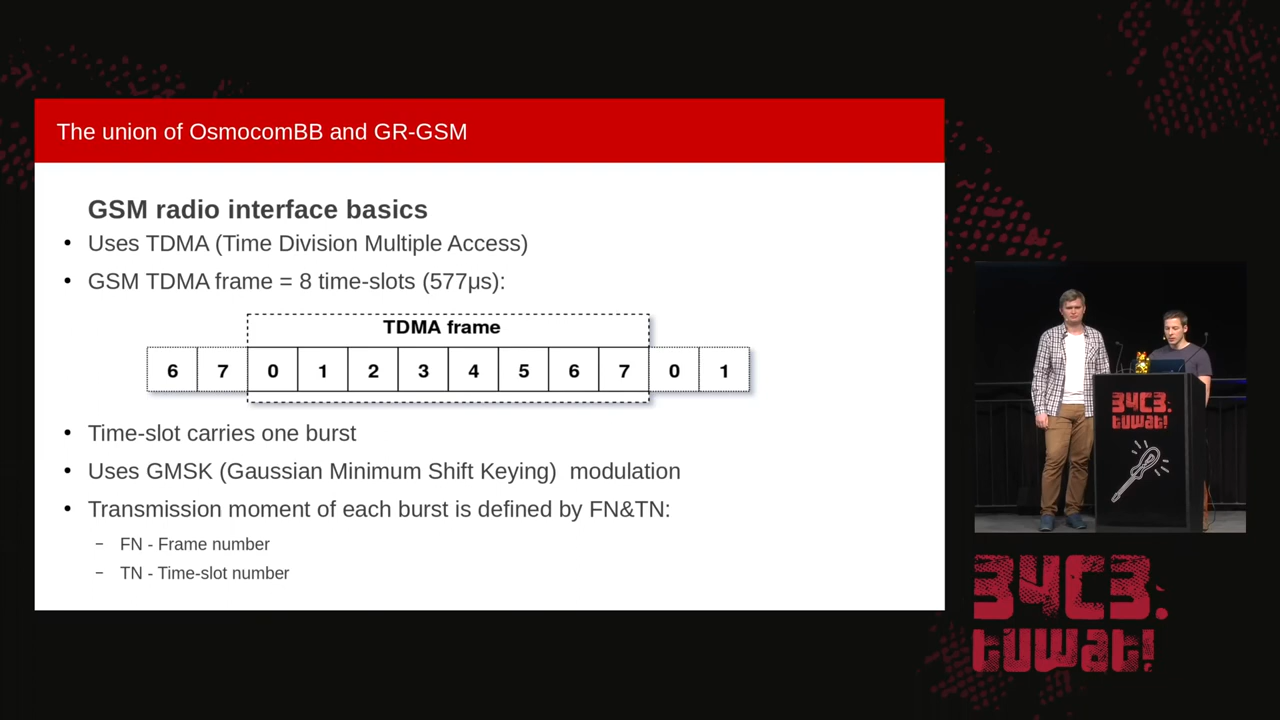 The union of OsmocomBB and GR-GSM
GSM radio interface basics
• Uses TDMA (Time Division Multiple Access)
• GSM TDMA frame = 8 time-slots (577μs):
TDMA frame
6 7 0 1 2 3 4 5 6 7 0 1
• Time-slot carries one burst
• Uses GMSK (Gaussian Minimum Shift Keying)  modulation
• Transmission moment of each burst is defined by FN&TN:
– FN - Frame number
– TN - Time-slot number
34C3.
tuwat!
34C3.
tuwat!